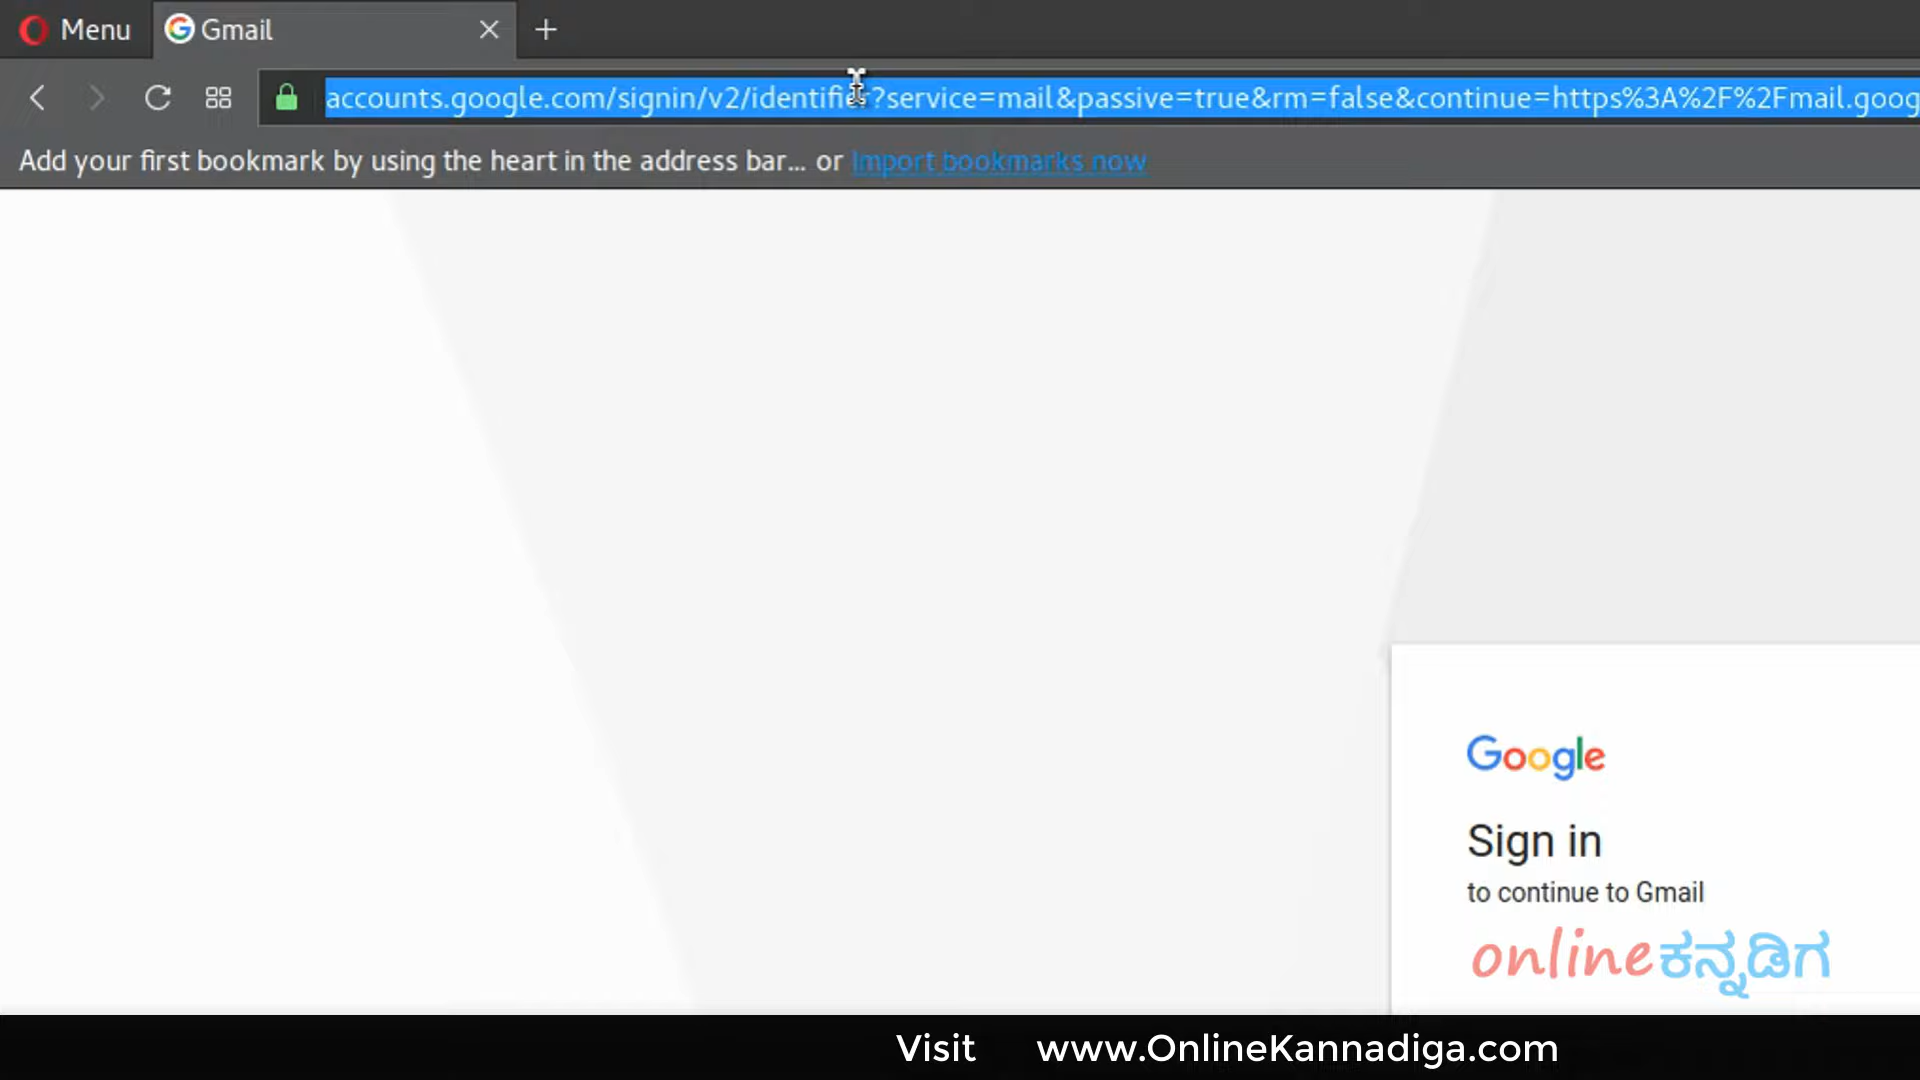 Menu
Gmail
accounts.google.com/signin/v2/identifier?service=mail&passive=true&rm=false&continue=https%3A%2F%2Fmail.goog
Add your first bookmark by using the heart in the address bar... or Import bookmarks now
Google
Sign in
to continue to Gmail
onlineಕನ್ನಡಿಗ
Visit www.OnlineKannadiga.com